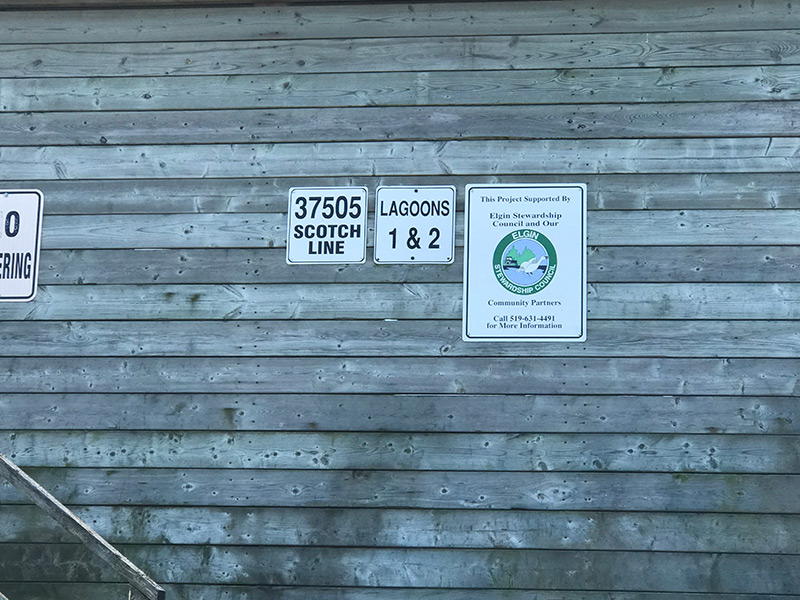 O
ERING
37505
SCOTCH
LINE
LAGOONS
1 & 2
This Project Supported By
Elgin Stewardship
Council and Our
ELGIN
STEWARDSHIP COUNCIL
Community Partners
Call 519-631-4491
for More Information